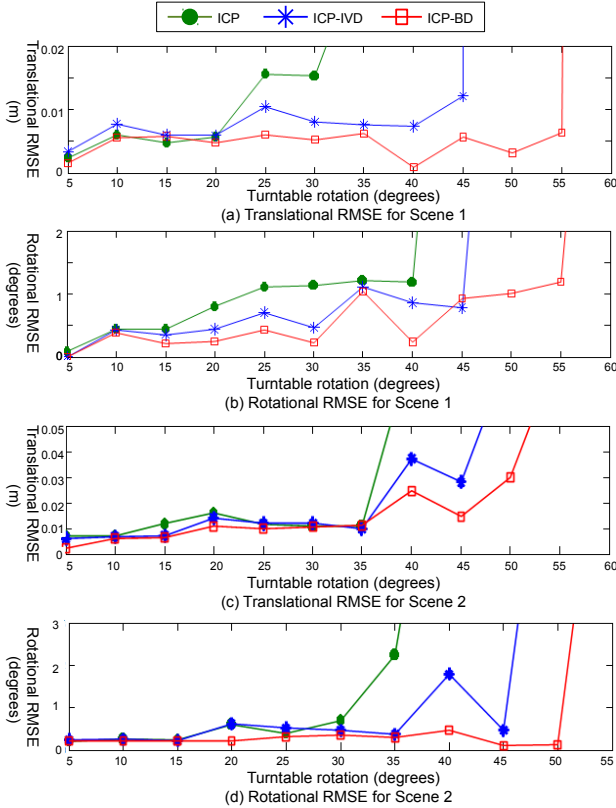 ICP ICP-IVD ICP-BD
Translational RMSE
(m)
0.02
0.01
0
5 10 15 20 25 30 35 40 45 50 55 60
Turntable rotation (degrees)
(a) Translational RMSE for Scene 1
Rotational RMSE
(degrees)
2
1
0
5 10 15 20 25 30 35 40 45 50 55 60
Turntable rotation (degrees)
(b) Rotational RMSE for Scene 1
Translational RMSE
(m)
0.05
0.04
0.03
0.02
0.01
0
5 10 15 20 25 30 35 40 45 50 55 60
Turntable rotation (degrees)
(c) Translational RMSE for Scene 2
Rotational RMSE
(degrees)
3
2
1
0
5 10 15 20 25 30 35 40 45 50 55
Turntable rotation (degrees)
(d) Rotational RMSE for Scene 2